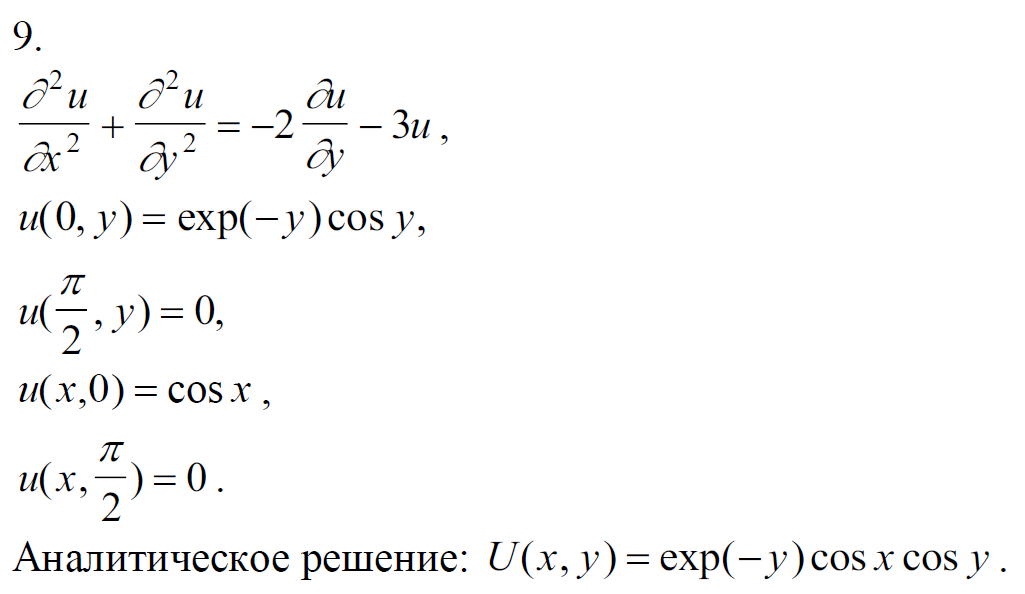 9.
∂²u/∂x² + ∂²u/∂y² = −2 ∂u/∂y − 3u ,
u(0, y) = exp(−y)cos y,
u(π/2, y) = 0,
u(x,0) = cos x ,
u(x, π/2) = 0 .
Аналитическое решение: U(x, y) = exp(−y)cos x cos y .